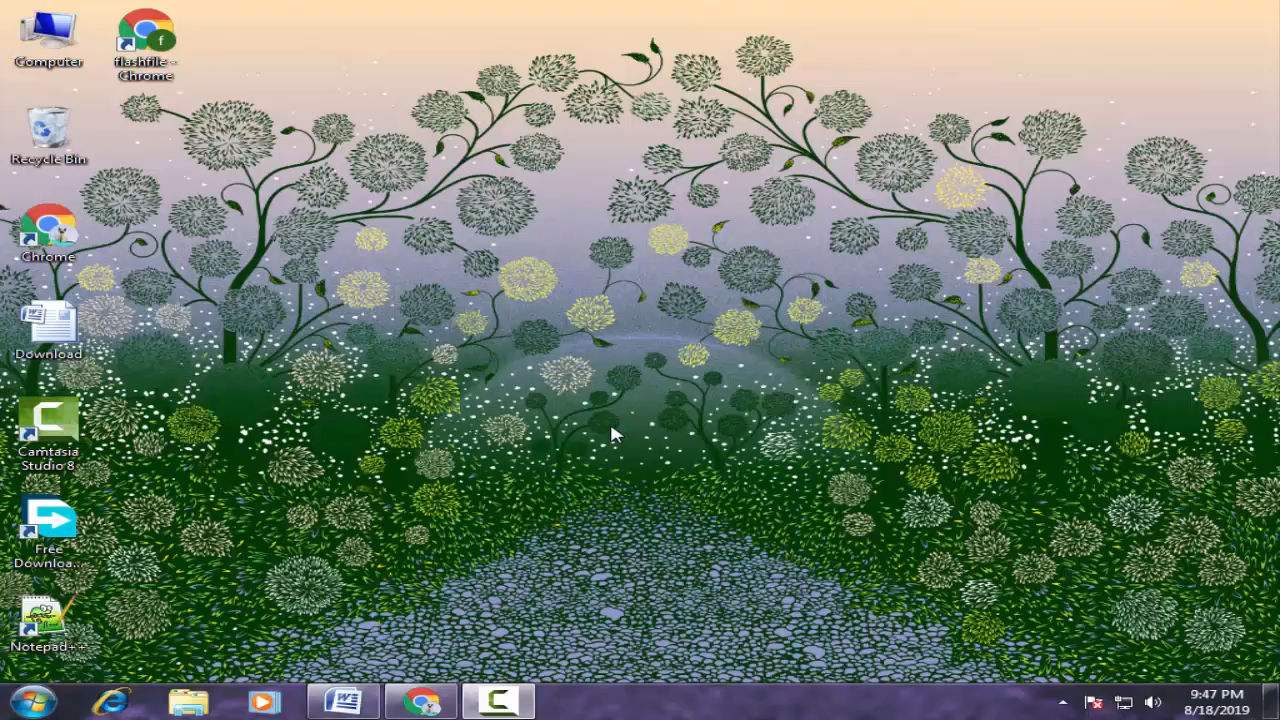 Computer
flashfile -
Chrome
Recycle Bin
Chrome
Download
Camtasia
Studio 8
Free
Downloa...
Notepad++
9:47 PM
8/18/2019